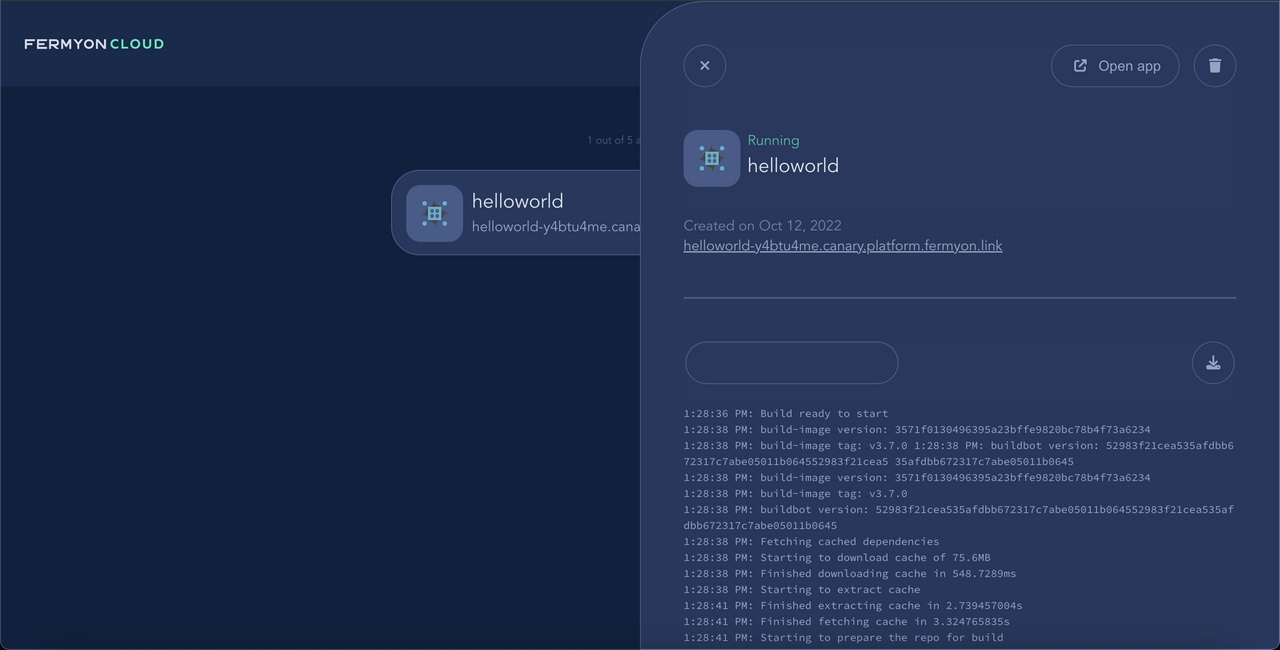 FERMYON CLOUD
Open app
1 out of 5 a
Running
helloworld
helloworld
helloworld-y4btu4me.cana
Created on Oct 12, 2022
helloworld-y4btu4me.canary.platform.fermyon.link
1:28:36 PM: Build ready to start
1:28:38 PM: build-image version: 3571f0130496395a23bffe9820bc78b4f73a6234
1:28:38 PM: build-image tag: v3.7.0 1:28:38 PM: buildbot version: 52983f21cea535afdbb6
72317c7abe05011b064552983f21cea5 35afdbb672317c7abe05011b0645
1:28:38 PM: build-image version: 3571f0130496395a23bffe9820bc78b4f73a6234
1:28:38 PM: build-image tag: v3.7.0
1:28:38 PM: buildbot version: 52983f21cea535afdbb672317c7abe05011b064552983f21cea535af
dbb672317c7abe05011b0645
1:28:38 PM: Fetching cached dependencies
1:28:38 PM: Starting to download cache of 75.6MB
1:28:38 PM: Finished downloading cache in 548.7289ms
1:28:38 PM: Starting to extract cache
1:28:41 PM: Finished extracting cache in 2.739457004s
1:28:41 PM: Finished fetching cache in 3.324765835s
1:28:41 PM: Starting to prepare the repo for build